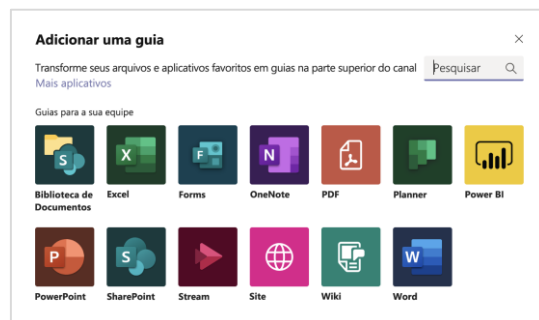 Adicionar uma guia
Transforme seus arquivos e aplicativos favoritos em guias na parte superior do canal
Pesquisar
Mais aplicativos
Guias para a sua equipe
S X F N
Biblioteca de Documentos
Excel
Forms
OneNote
PDF
Planner
Power BI
P S W
PowerPoint
SharePoint
Stream
Site
Wiki
Word